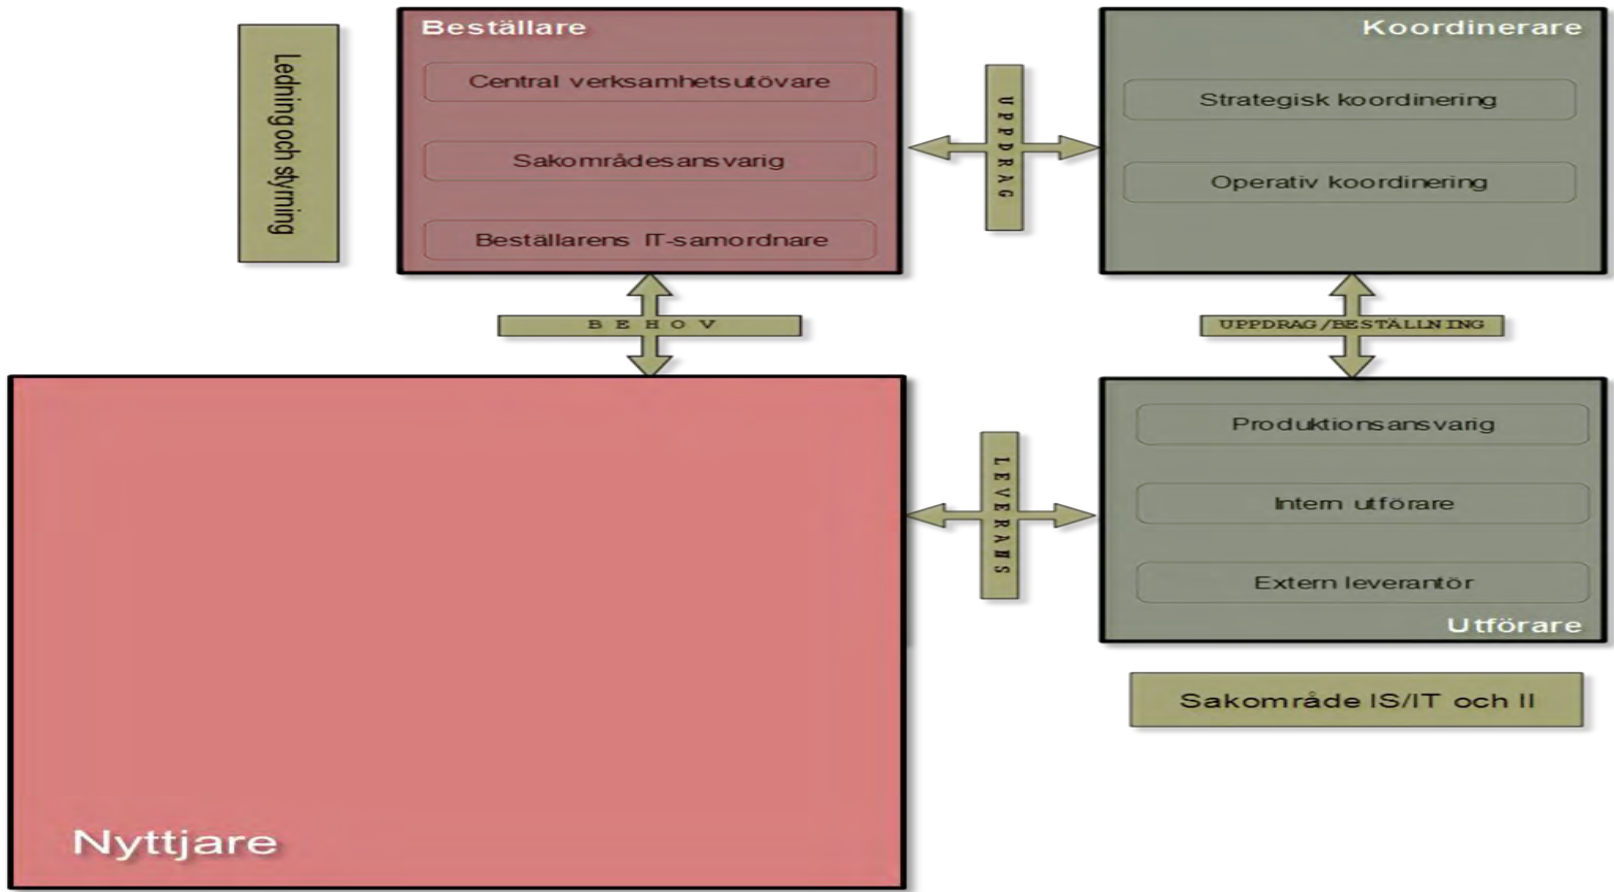 Ledning och styrning
Beställare
Central verksamhetsutövare
Sakområdesansvarig
Beställarens IT-samordnare
UPPDRAG
Koordinerare
Strategisk koordinering
Operativ koordinering
BEHOV
UPPDRAG/BESTÄLLNING
Nyttjare
LEVERANS
Produktionsansvarig
Intern utförare
Extern leverantör
Utförare
Sakområde IS/IT och II